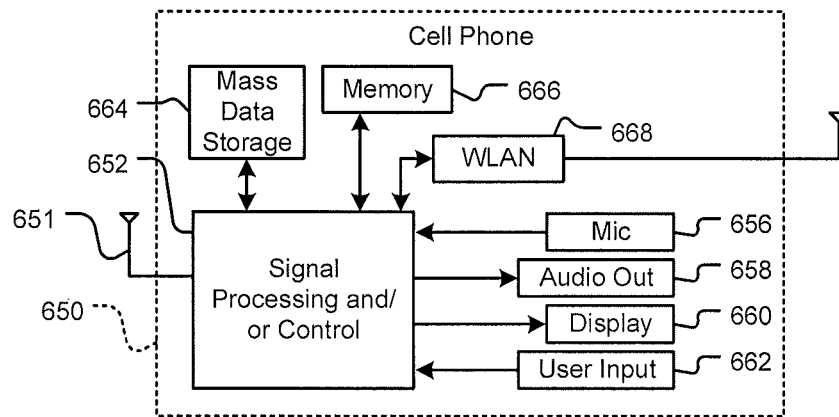 Cell Phone
664
Mass
Data
Storage
Memory
666
668
652
WLAN
651
Mic
656
Signal
Processing and/
or Control
Audio Out
658
650
Display
660
User Input
662